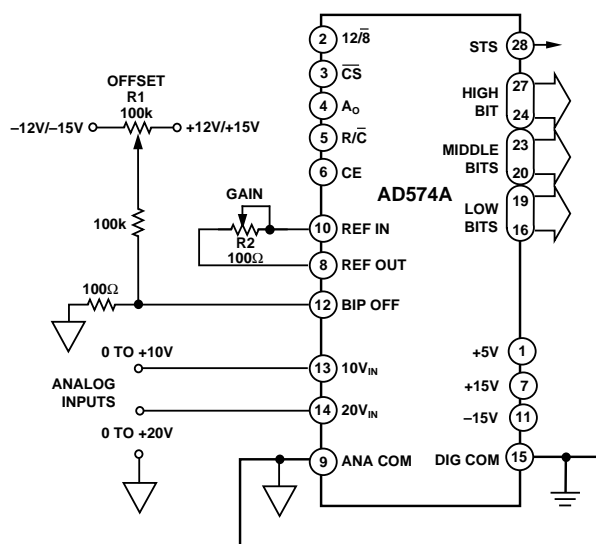 OFFSET
R1
100k
–12V/–15V
+12V/+15V
100k
GAIN
R2
100Ω
100Ω
0 TO +10V
ANALOG
INPUTS
0 TO +20V
2 12/8̅
3 C̅S̅
4 AO
5 R/C̅
6 CE
10 REF IN
8 REF OUT
12 BIP OFF
13 10VIN
14 20VIN
9 ANA COM
AD574A
STS 28
HIGH
BIT
27
24
MIDDLE
BITS
23
20
LOW
BITS
19
16
+5V 1
+15V 7
–15V 11
DIG COM 15